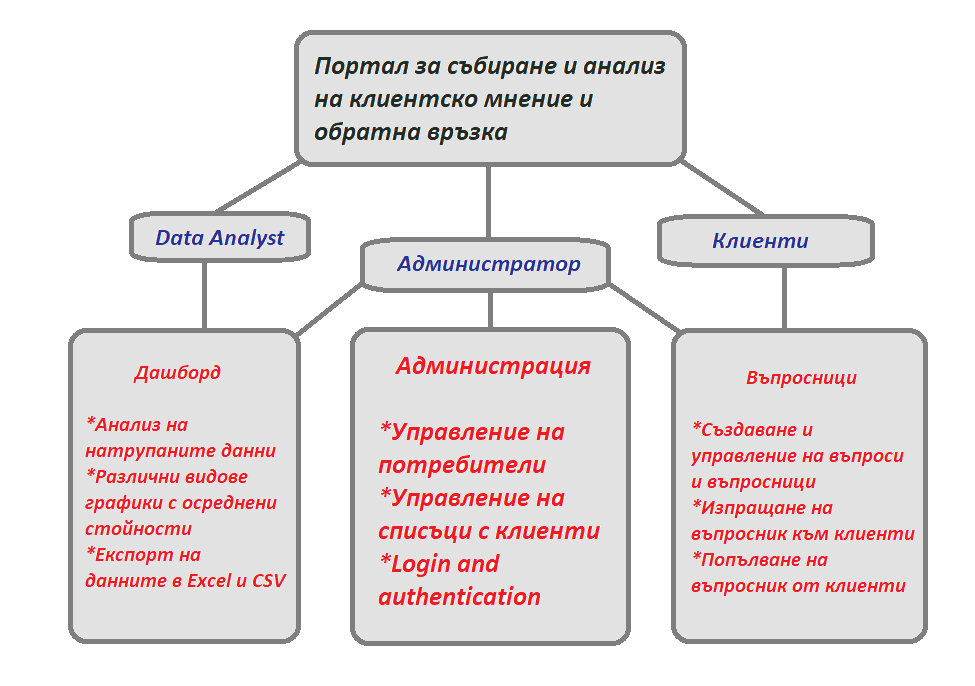 Портал за събиране и анализ
на клиентско мнение и
обратна връзка
Data Analyst
Администратор
Клиенти
Дашборд
*Анализ на
натрупаните данни
*Различни видове
графики с осреднени
стойности
*Експорт на
данните в Excel и CSV
Администрация
*Управление на
потребители
*Управление на
списъци с клиенти
*Login and
authentication
Въпросници
*Създаване и
управление на въпроси
и въпросници
*Изпращане на
въпросник към клиенти
*Попълване на
въпросник от клиенти